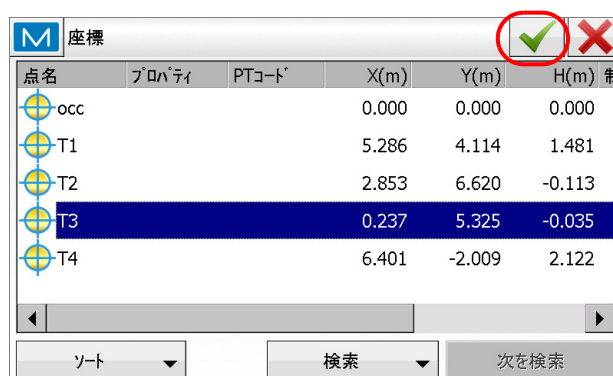 座標
点名 ﾌﾟﾛﾊﾟﾃｨ PTｺｰﾄﾞ X(m) Y(m) H(m) 制
occ 0.000 0.000 0.000
T1 5.286 4.114 1.481
T2 2.853 6.620 -0.113
T3 0.237 5.325 -0.035
T4 6.401 -2.009 2.122
ｿｰﾄ 検索 次を検索